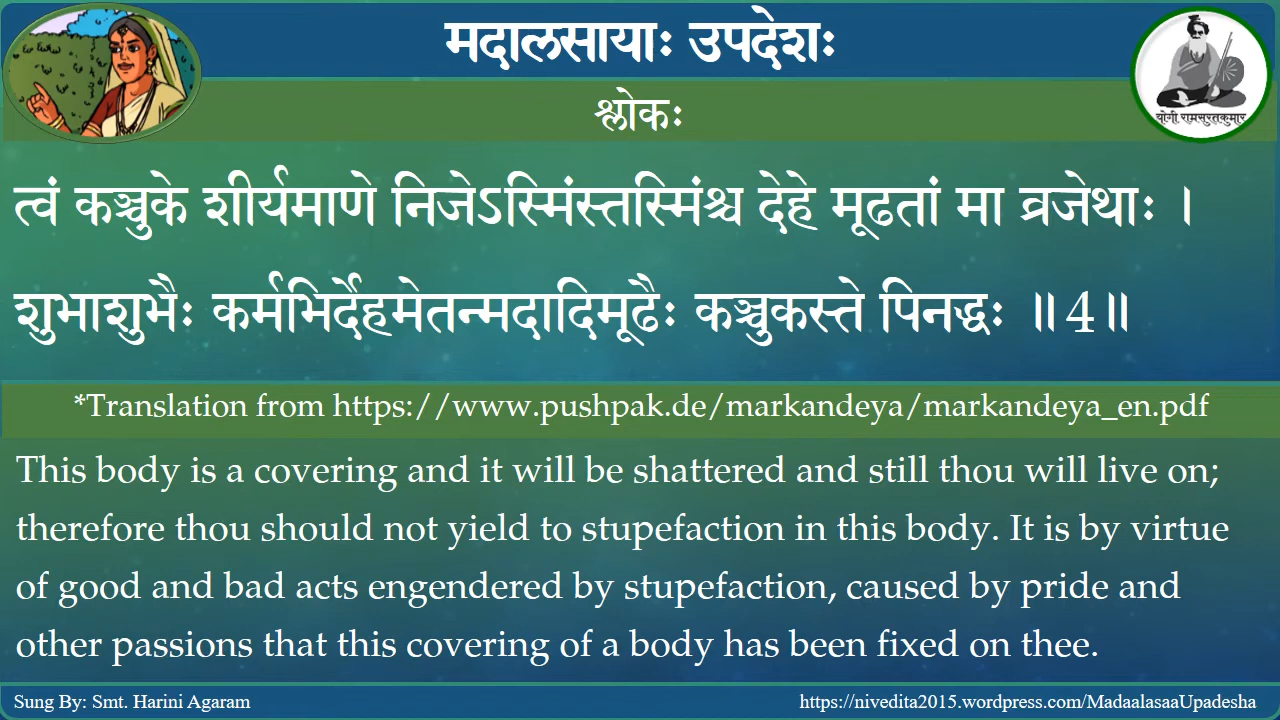 मदालसायाः उपदेशः
योगी रामसुरतकुमार
श्लोकः
त्वं कञ्चुके शीर्यमाणे निजेऽस्मिंस्तस्मिंश्च देहे मूढतां मा व्रजेथाः ।
शुभाशुभैः कर्मभिर्देहमेतन्मदादिमूढैः कञ्चुकस्ते पिनद्धः ॥4॥
*Translation from https://www.pushpak.de/markandeya/markandeya_en.pdf
This body is a covering and it will be shattered and still thou will live on;
therefore thou should not yield to stupefaction in this body. It is by virtue
of good and bad acts engendered by stupefaction, caused by pride and
other passions that this covering of a body has been fixed on thee.
Sung By: Smt. Harini Agaram
https://nivedita2015.wordpress.com/MadaalasaaUpadesha